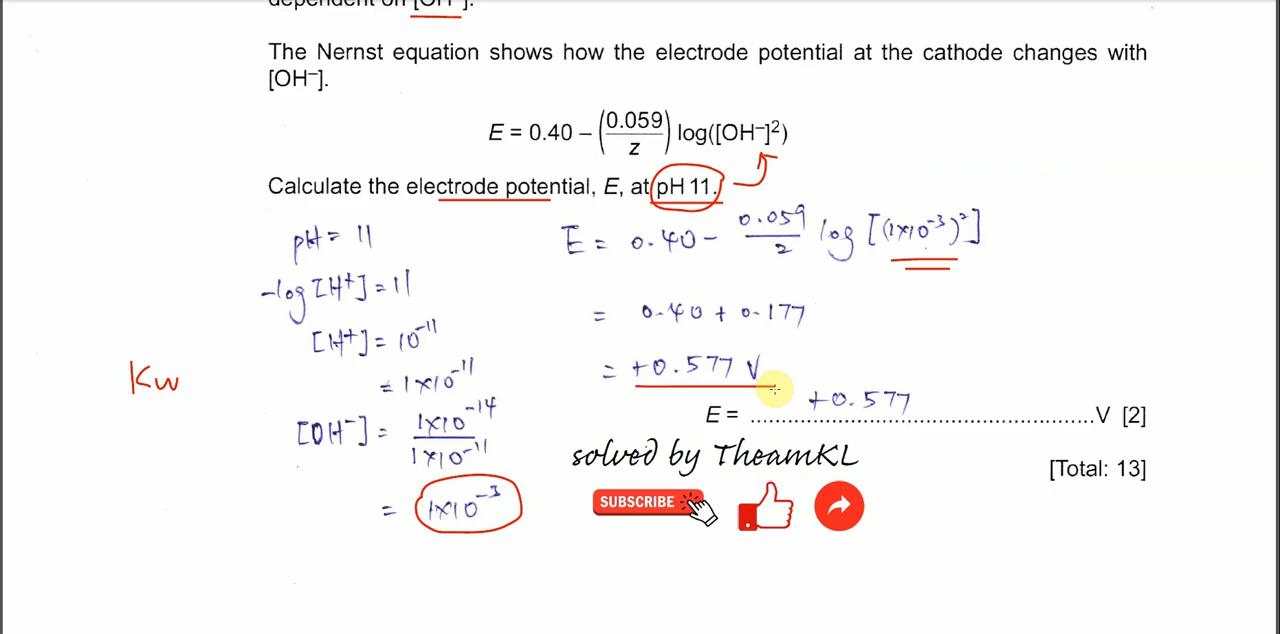 dependent on [OH⁻].
The Nernst equation shows how the electrode potential at the cathode changes with
[OH⁻].
E = 0.40 – (0.059/z) log([OH⁻]²)
Calculate the electrode potential, E, at pH 11.
pH = 11
-log [H⁺] = 11
[H⁺] = 10⁻¹¹
= 1×10⁻¹¹
Kw
[OH⁻] = 1×10⁻¹⁴/1×10⁻¹¹
= 1×10⁻³
E = 0.40 - 0.059/2 log [(1×10⁻³)²]
= 0.40 + 0.177
= +0.577 V
E = +0.577 V [2]
solved by TheamKL
[Total: 13]
SUBSCRIBE